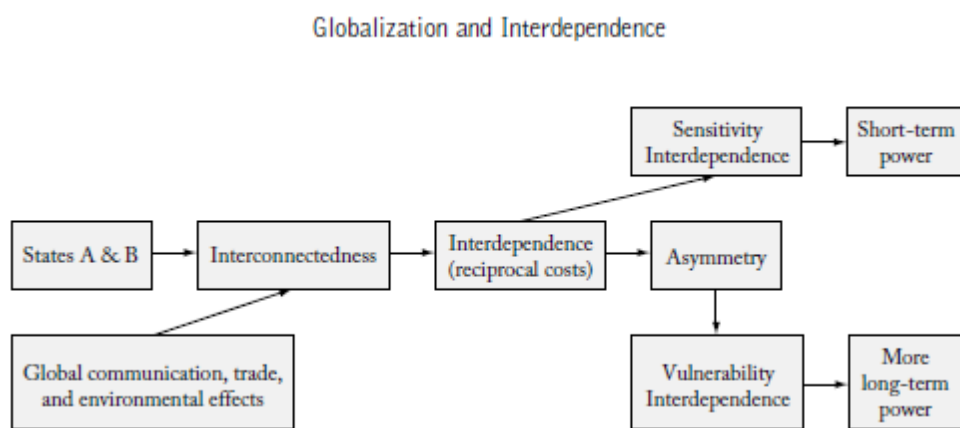 Globalization and Interdependence
Sensitivity
Interdependence
Short-term
power
States A & B
Interconnectedness
Interdependence
(reciprocal costs)
Asymmetry
Global communication, trade,
and environmental effects
Vulnerability
Interdependence
More
long-term
power